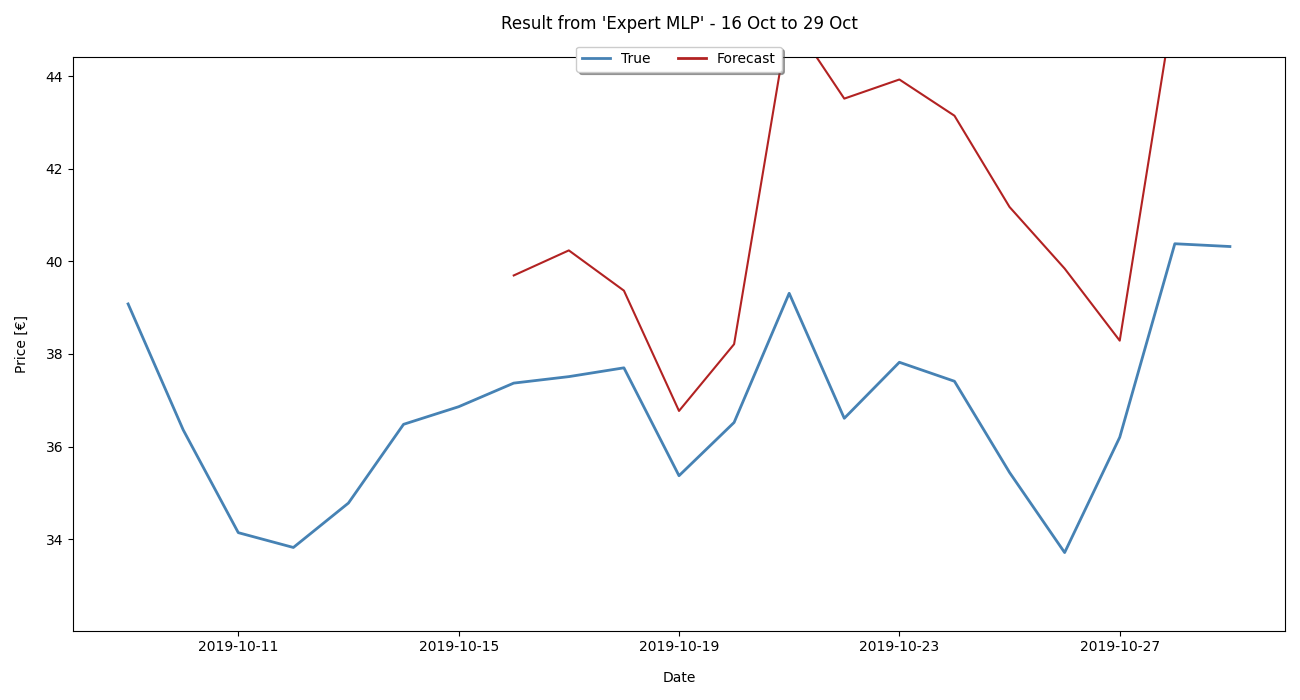 Result from 'Expert MLP' - 16 Oct to 29 Oct
True Forecast
44
42
40
38
36
34
Price [€]
2019-10-11 2019-10-15 2019-10-19 2019-10-23 2019-10-27
Date